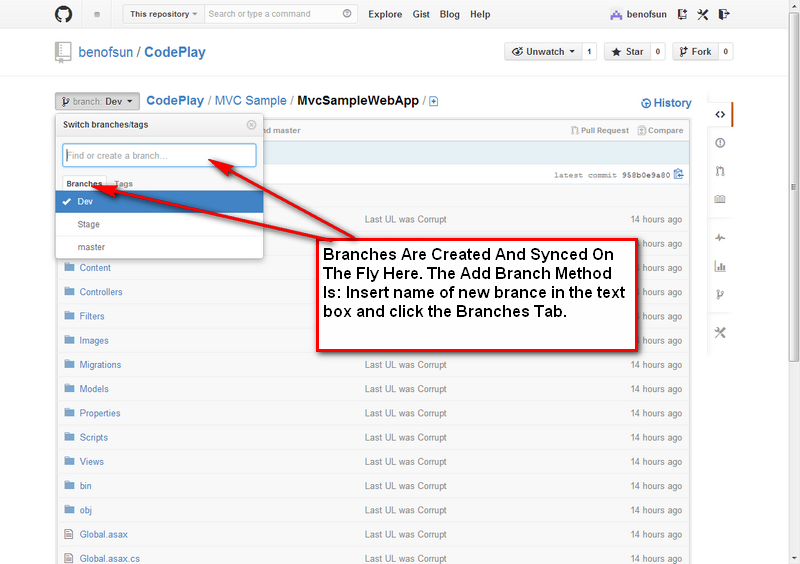 This repository
Search or type a command
Explore
Gist
Blog
Help
benofsun
benofsun / CodePlay
Unwatch
1
Star
0
Fork
0
branch: Dev
CodePlay / MVC Sample / MvcSampleWebApp /
History
Switch branches/tags
nd master
Pull Request
Compare
Find or create a branch...
latest commit 958b0e9a80
Branches
Tags
Dev
Last UL was Corrupt
14 hours ago
Stage
master
Branches Are Created And Synced On
The Fly Here. The Add Branch Method
Is: Insert name of new brance in the text
box and click the Branches Tab.
hours ago
Content
hours ago
Controllers
hours ago
Filters
hours ago
Images
hours ago
Migrations
Last UL was Corrupt
14 hours ago
Models
Last UL was Corrupt
14 hours ago
Properties
Last UL was Corrupt
14 hours ago
Scripts
Last UL was Corrupt
14 hours ago
Views
Last UL was Corrupt
14 hours ago
bin
Last UL was Corrupt
14 hours ago
obj
Last UL was Corrupt
14 hours ago
Global.asax
Last UL was Corrupt
14 hours ago
Global.asax.cs
Last UL was Corrupt
14 hours ago